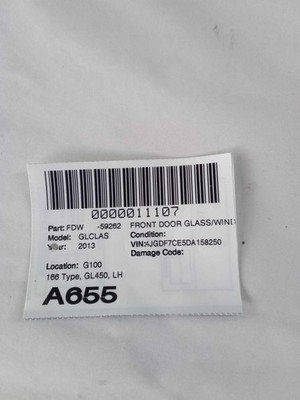 0000011107
Part: FDW -59262 FRONT DOOR GLASS/WIND
Model: GLCLAS Condition:
Year: 2013 VIN:4JGDF7CE5DA158250
Damage Code:
Location: G100
166 Type, GL450, LH
A655